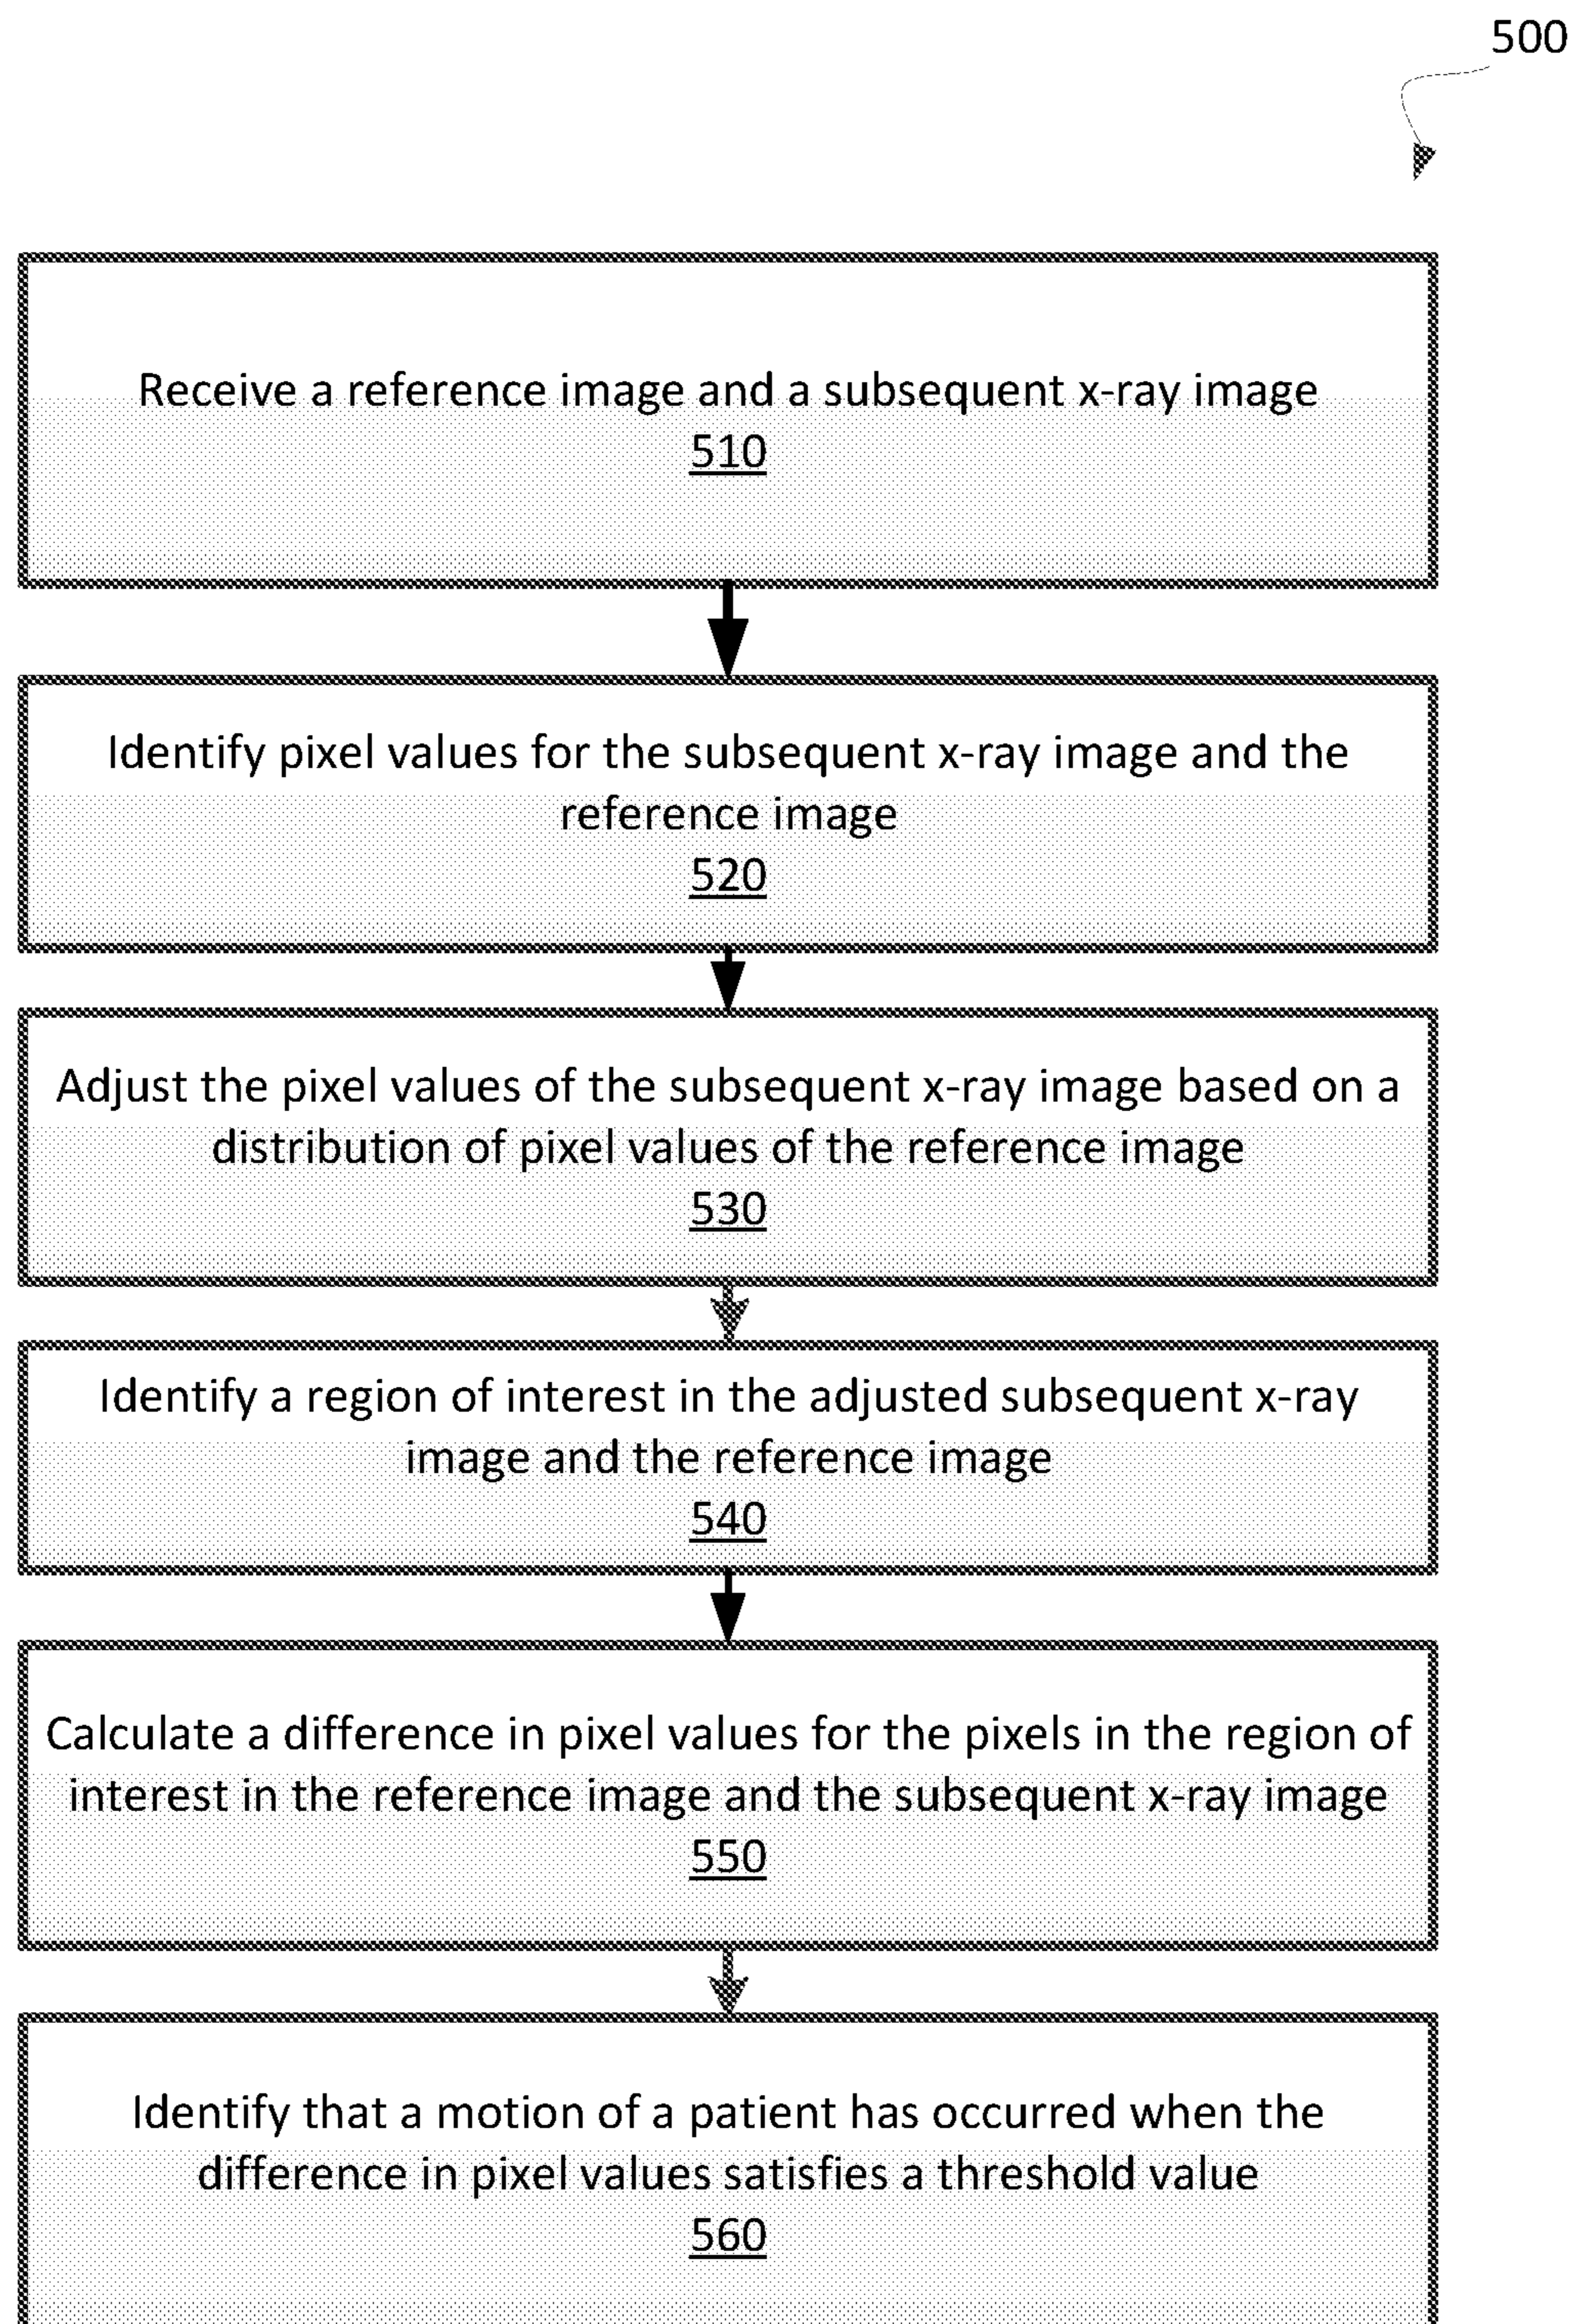 500
Receive a reference image and a subsequent x-ray image
510
Identify pixel values for the subsequent x-ray image and the
reference image
520
Adjust the pixel values of the subsequent x-ray image based on a
distribution of pixel values of the reference image
530
Identify a region of interest in the adjusted subsequent x-ray
image and the reference image
540
Calculate a difference in pixel values for the pixels in the region of
interest in the reference image and the subsequent x-ray image
550
Identify that a motion of a patient has occurred when the
difference in pixel values satisfies a threshold value
560